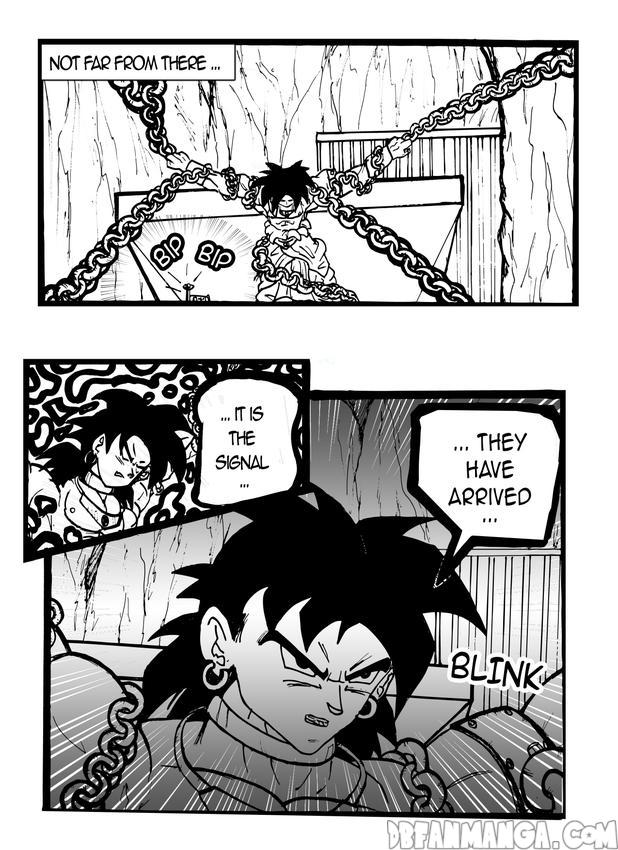 NOT FAR FROM THERE ...
BIP
BIP
... IT IS
THE
SIGNAL
...
... THEY
HAVE
ARRIVED
...
BLINK
DBFANMANGA.COM